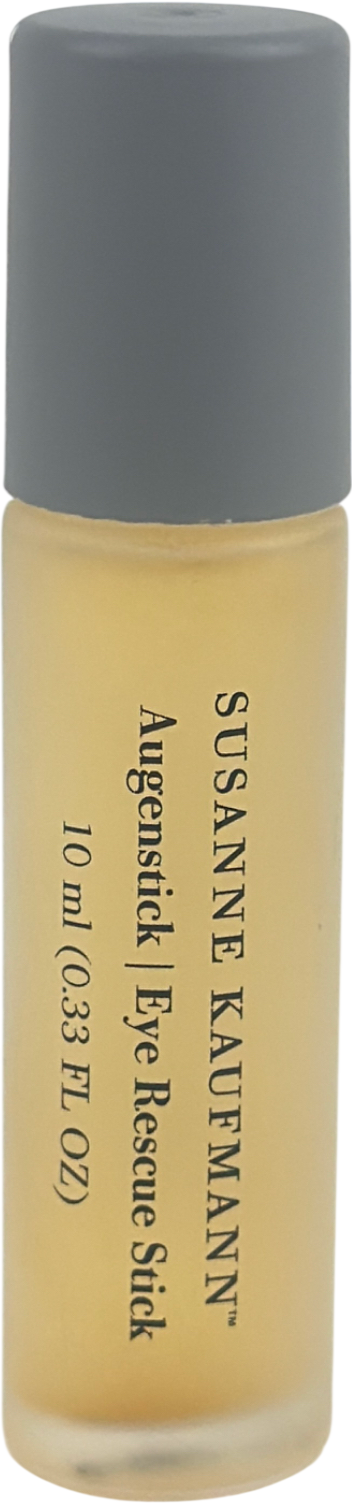 SUSANNE KAUFMANN™
Augenstick | Eye Rescue Stick
10 ml (0.33 FL OZ)